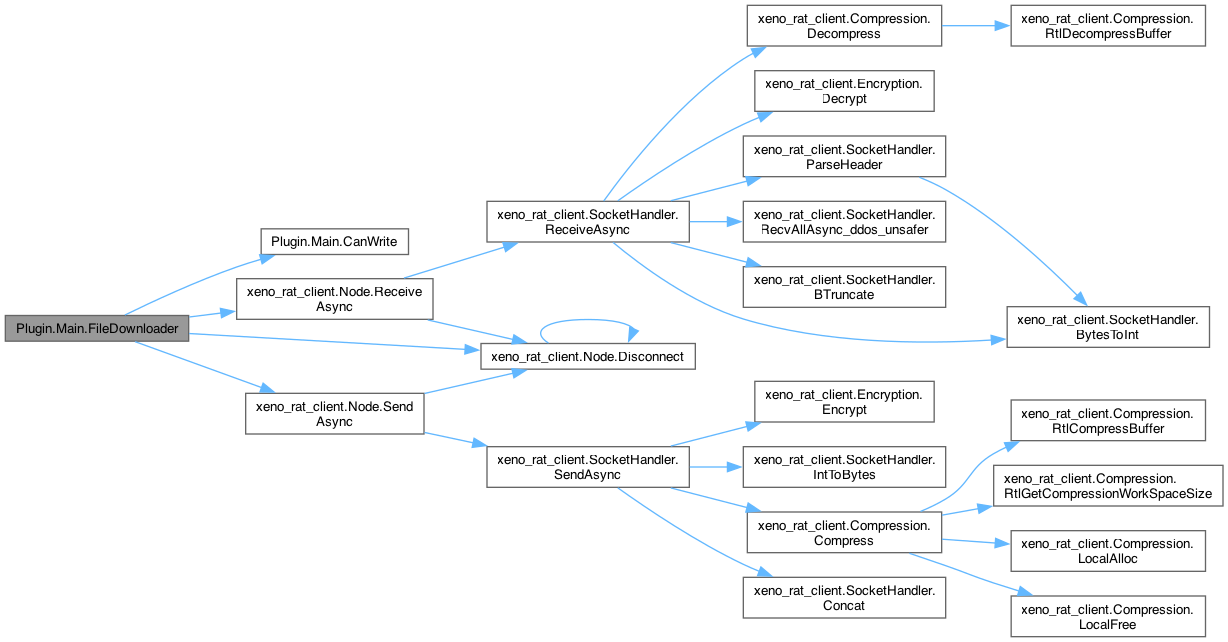 Plugin.Main.FileDownloader
Plugin.Main.CanWrite
xeno_rat_client.Node.Receive
Async
xeno_rat_client.Node.Disconnect
xeno_rat_client.Node.Send
Async
xeno_rat_client.SocketHandler.
ReceiveAsync
xeno_rat_client.SocketHandler.
SendAsync
xeno_rat_client.Compression.
Decompress
xeno_rat_client.Encryption.
Decrypt
xeno_rat_client.SocketHandler.
ParseHeader
xeno_rat_client.SocketHandler.
RecvAllAsync_ddos_unsafer
xeno_rat_client.SocketHandler.
BTruncate
xeno_rat_client.Encryption.
Encrypt
xeno_rat_client.SocketHandler.
IntToBytes
xeno_rat_client.Compression.
Compress
xeno_rat_client.SocketHandler.
Concat
xeno_rat_client.Compression.
RtlDecompressBuffer
xeno_rat_client.SocketHandler.
BytesToInt
xeno_rat_client.Compression.
RtlCompressBuffer
xeno_rat_client.Compression.
RtlGetCompressionWorkSpaceSize
xeno_rat_client.Compression.
LocalAlloc
xeno_rat_client.Compression.
LocalFree